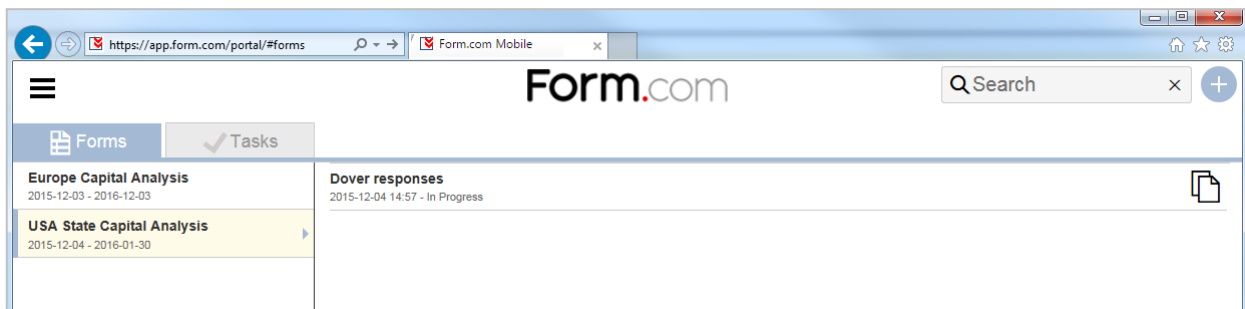 https://app.form.com/portal/#forms
Form.com Mobile
Form.com
Search
Forms
Tasks
Europe Capital Analysis
2015-12-03 - 2016-12-03
USA State Capital Analysis
2015-12-04 - 2016-01-30
Dover responses
2015-12-04 14:57 - In Progress